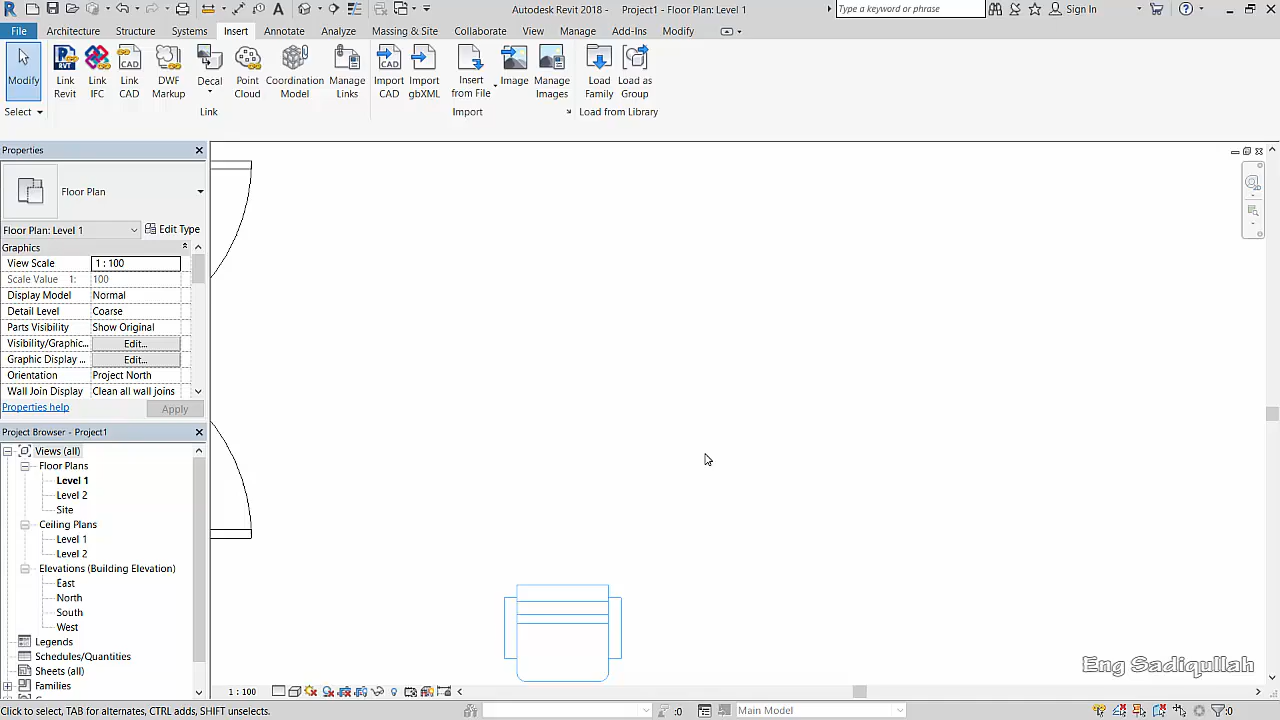 Autodesk Revit 2018 -    Project1 - Floor Plan: Level 1
Type a keyword or phrase
Sign In
File Architecture Structure Systems Insert Annotate Analyze Massing & Site Collaborate View Manage Add-Ins Modify
Modify
Link Revit
Link IFC
Link CAD
DWF Markup
Decal
Point Cloud
Coordination Model
Manage Links
Import CAD
Import gbXML
Insert from File
Image
Manage Images
Load Family
Load as Group
Select
Link
Import
Load from Library
Properties
Floor Plan
Floor Plan: Level 1
Edit Type
Graphics
View Scale 1 : 100
Scale Value 1: 100
Display Model Normal
Detail Level Coarse
Parts Visibility Show Original
Visibility/Graphic... Edit...
Graphic Display ... Edit...
Orientation Project North
Wall Join Display Clean all wall joins
Properties help
Apply
Project Browser - Project1
Views (all)
Floor Plans
Level 1
Level 2
Site
Ceiling Plans
Level 1
Level 2
Elevations (Building Elevation)
East
North
South
West
Legends
Schedules/Quantities
Sheets (all)
Families
Eng Sadiqullah
1 : 100
Click to select, TAB for alternates, CTRL adds, SHIFT unselects.
:0
Main Model
:0